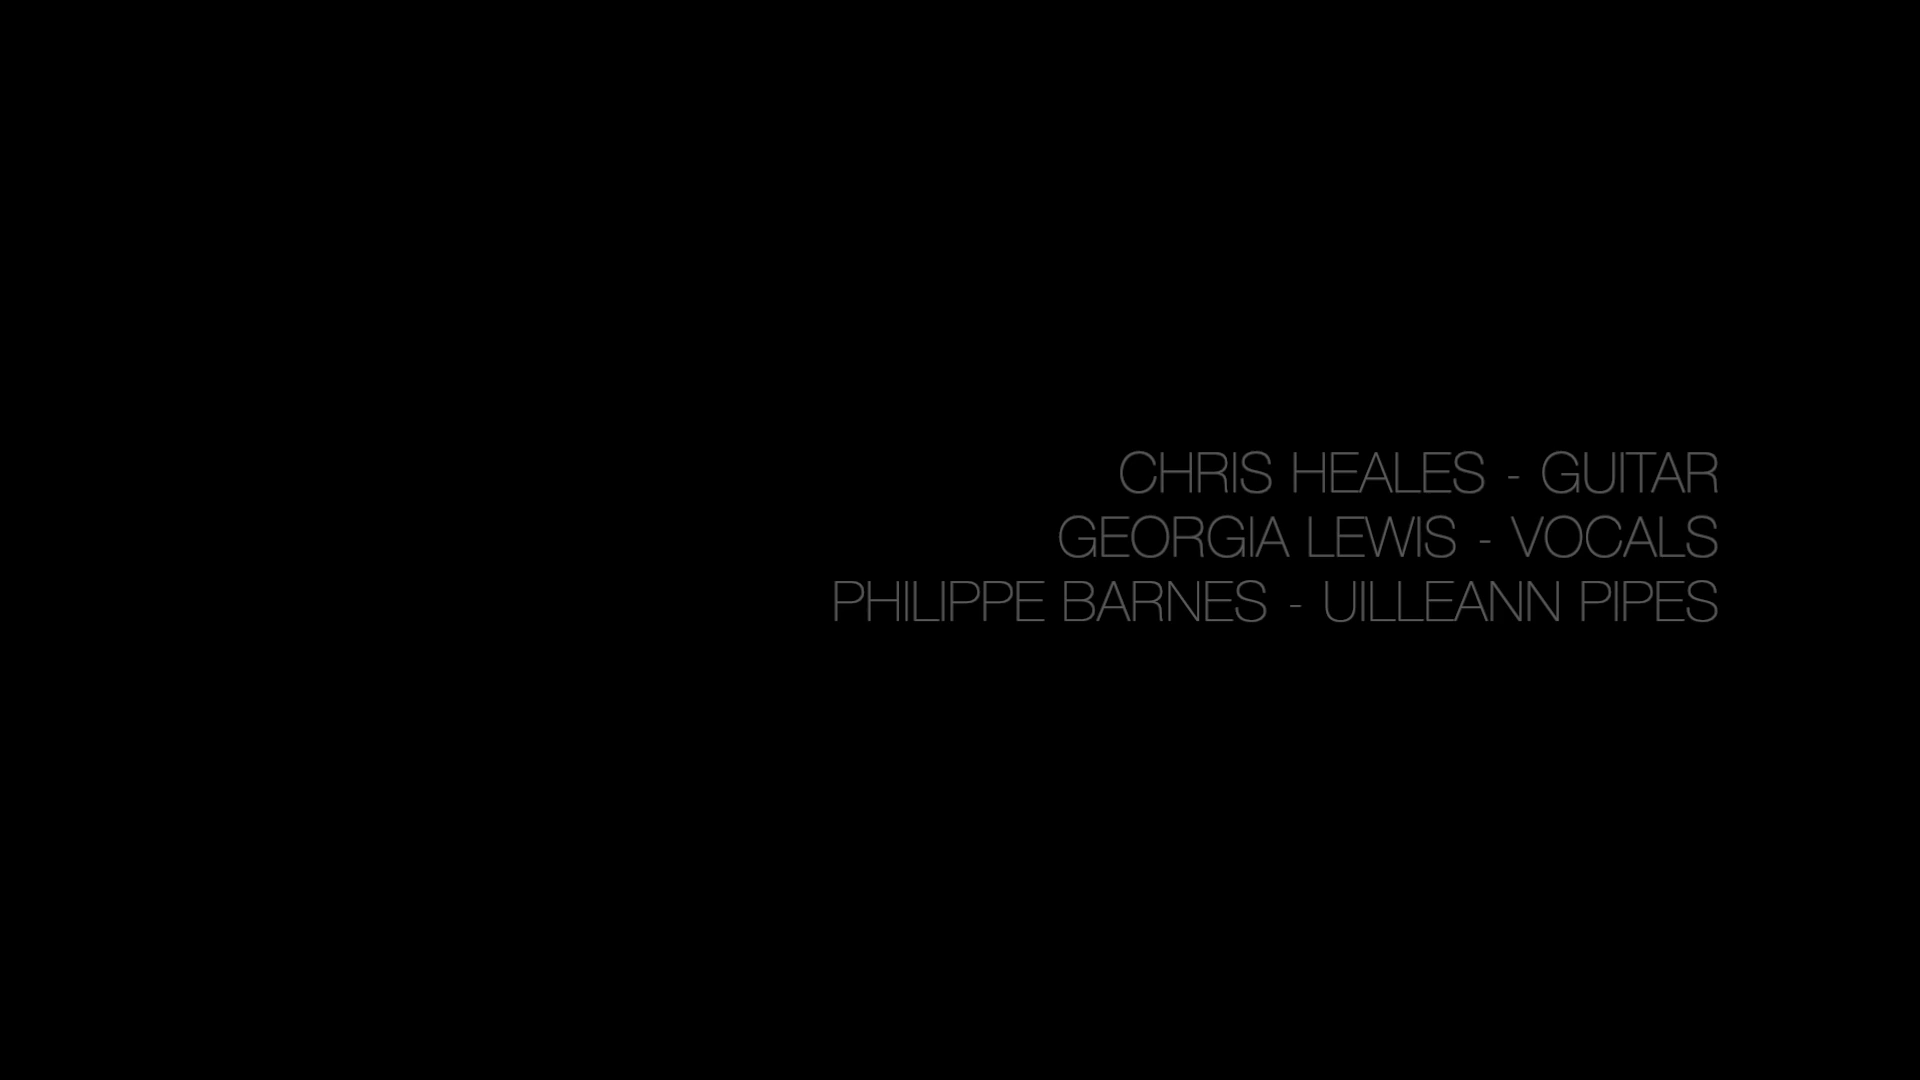 CHRIS HEALES - GUITAR
GEORGIA LEWIS - VOCALS
PHILIPPE BARNES - UILLEANN PIPES